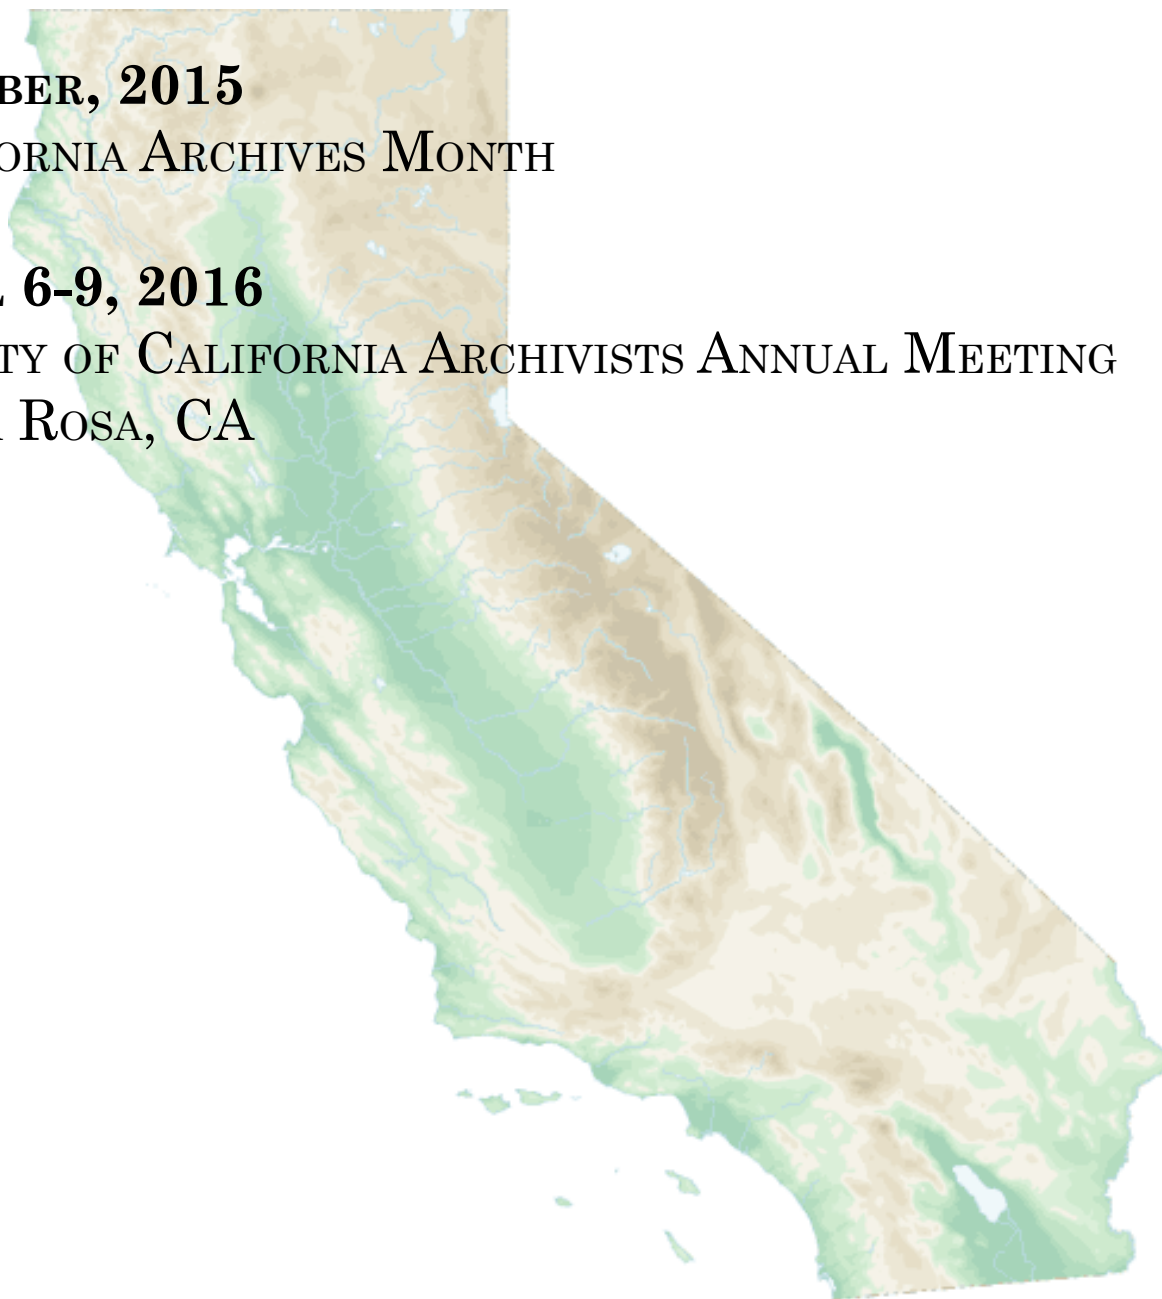 BER, 2015
ORNIA ARCHIVES MONTH
6-9, 2016
TY OF CALIFORNIA ARCHIVISTS ANNUAL MEETING
ROSA, CA